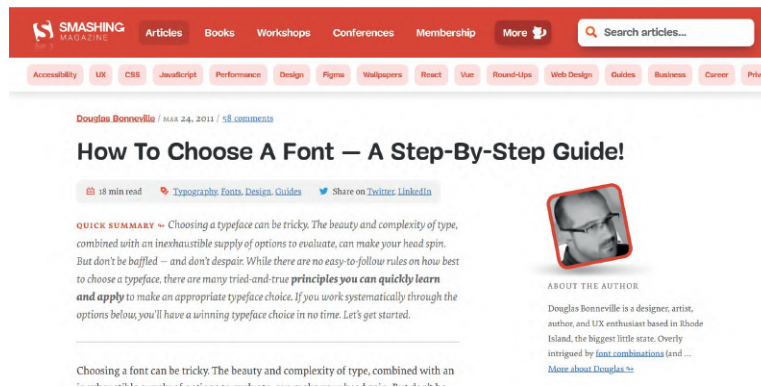 SMASHING
MAGAZINE
Articles
Books
Workshops
Conferences
Membership
More
Search articles...
Accessibility
UX
CSS
JavaScript
Performance
Design
Figma
Wallpapers
React
Vue
Round-Ups
Web Design
Guides
Business
Career
Douglas Bonneville / MAR 24, 2011 / 58 comments
How To Choose A Font — A Step-By-Step Guide!
18 min read
Typography, Fonts, Design, Guides
Share on Twitter, LinkedIn
QUICK SUMMARY ↬ Choosing a typeface can be tricky. The beauty and complexity of type,
combined with an inexhaustible supply of options to evaluate, can make your head spin.
But don't be baffled — and don't despair. While there are no easy-to-follow rules on how best
to choose a typeface, there are many tried-and-true principles you can quickly learn
and apply to make an appropriate typeface choice. If you work systematically through the
options below, you'll have a winning typeface choice in no time. Let's get started.
Choosing a font can be tricky. The beauty and complexity of type, combined with an
ABOUT THE AUTHOR
Douglas Bonneville is a designer, artist,
author, and UX enthusiast based in Rhode
Island, the biggest little state. Overly
intrigued by font combinations (and ...
More about Douglas ↬